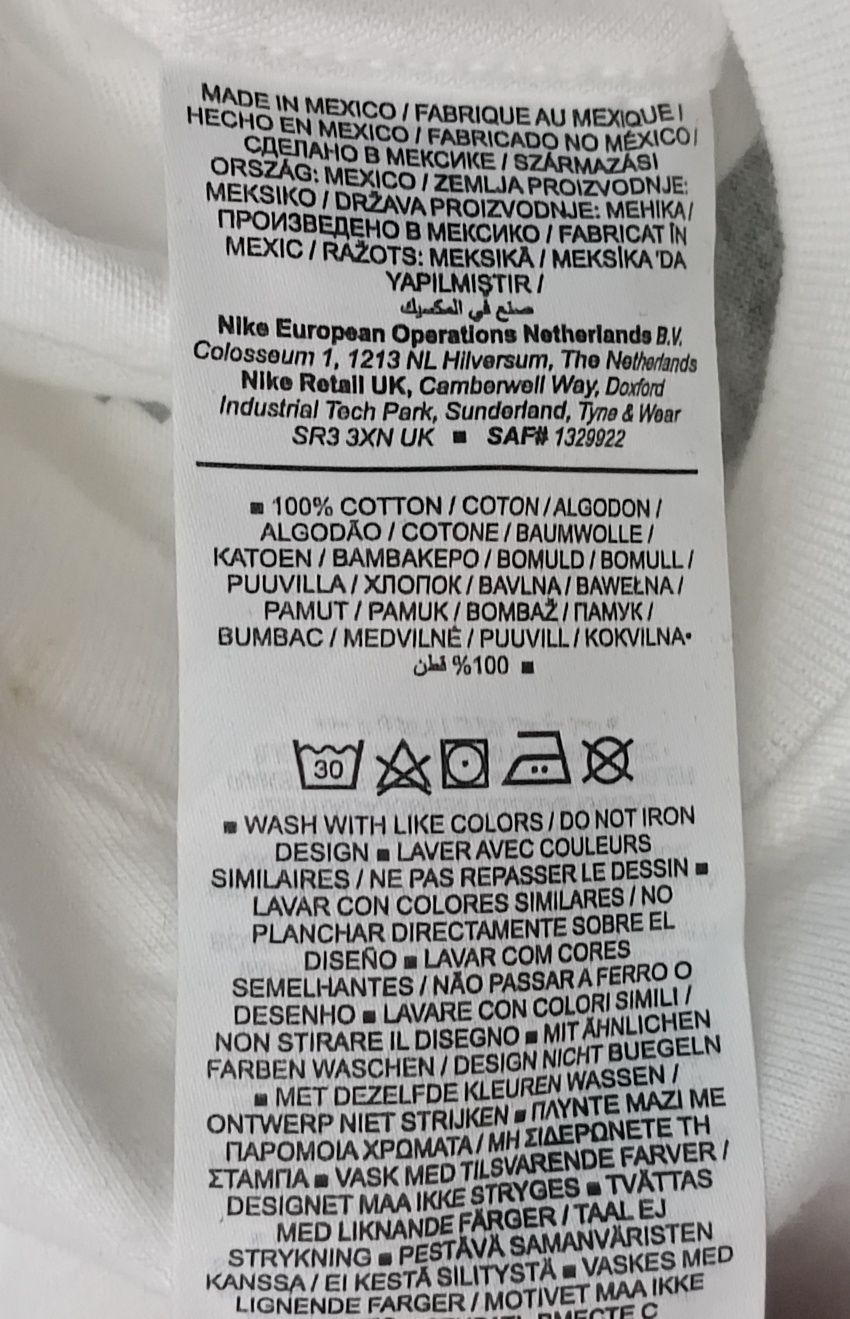 MADE IN MEXICO / FABRIQUE AU MEXIQUE /
HECHO EN MEXICO / FABRICADO NO MÉXICO /
СДЕЛАНО В МЕКСИКЕ / SZÁRMAZÁSI
ORSZÁG: MEXICO / ZEMLJA PROIZVODNJE:
MEKSIKO / DRŽAVA PROIZVODNJE: MEHIKA /
ПРОИЗВЕДЕНО В МЕКСИКО / FABRICAT ÎN
MEXIC / RAŽOTS: MEKSIKĀ / MEKSİKA'DA
YAPILMIŞTIR /
صنع في المكسيك
Nike European Operations Netherlands B.V.
Colosseum 1, 1213 NL Hilversum, The Netherlands
Nike Retail UK, Camberwell Way, Doxford
Industrial Tech Park, Sunderland, Tyne & Wear
SR3 3XN UK ■ SAF# 1329922
■ 100% COTTON / COTON / ALGODON /
ALGODÃO / COTONE / BAUMWOLLE /
KATOEN / ΒΑΜΒΑΚΕΡΟ / BOMULD / BOMULL /
PUUVILLA / ХЛОПОК / BAVLNA / BAWEŁNA /
PAMUT / PAMUK / BOMBAŽ / ПАМУК /
BUMBAC / MEDVILNĖ / PUUVILL / KOKVILNA•
■ 100% قطن
30
■ WASH WITH LIKE COLORS / DO NOT IRON
DESIGN ■ LAVER AVEC COULEURS
SIMILAIRES / NE PAS REPASSER LE DESSIN ■
LAVAR CON COLORES SIMILARES / NO
PLANCHAR DIRECTAMENTE SOBRE EL
DISEÑO ■ LAVAR COM CORES
SEMELHANTES / NÃO PASSAR A FERRO O
DESENHO ■ LAVARE CON COLORI SIMILI /
NON STIRARE IL DISEGNO ■ MIT ÄHNLICHEN
FARBEN WASCHEN / DESIGN NICHT BUEGELN
■ MET DEZELFDE KLEUREN WASSEN /
ONTWERP NIET STRIJKEN ■ ΠΛΥΝΤΕ ΜΑΖΙ ΜΕ
ΠΑΡΟΜΟΙΑ ΧΡΩΜΑΤΑ / ΜΗ ΣΙΔΕΡΩΝΕΤΕ ΤΗ
ΣΤΑΜΠΑ ■ VASK MED TILSVARENDE FARVER /
DESIGNET MAA IKKE STRYGES ■ TVÄTTAS
MED LIKNANDE FÄRGER / TAAL EJ
STRYKNING ■ PESTÄVÄ SAMANVÄRISTEN
KANSSA / EI KESTÄ SILITYSTÄ ■ VASKES MED
LIGNENDE FARGER / MOTIVET MAA IKKE
ВМЕСТЕ С